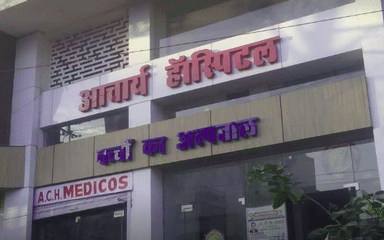 आचार्य हॉस्पिटल
बच्चों का अस्पताल
A.C.H. MEDICOS